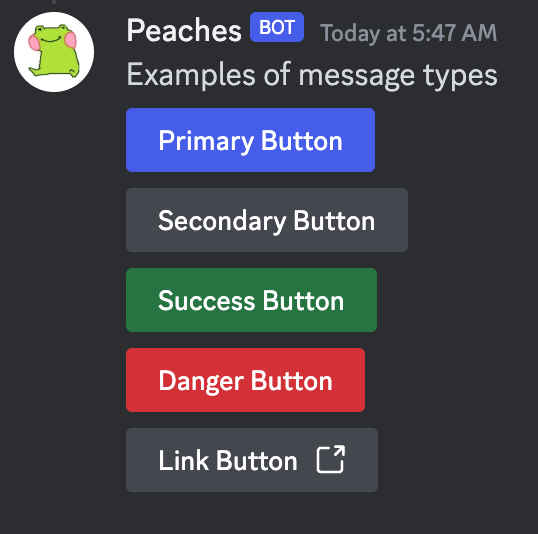 Peaches BOT Today at 5:47 AM
Examples of message types
Primary Button
Secondary Button
Success Button
Danger Button
Link Button